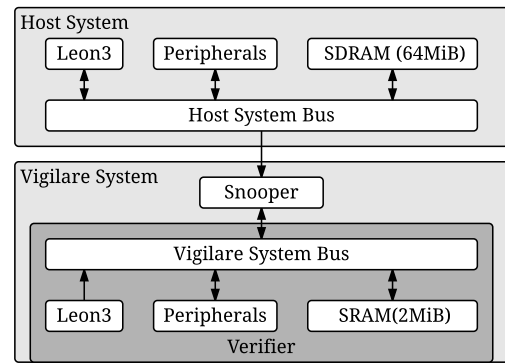 Host System
Leon3 Peripherals SDRAM (64MiB)
Host System Bus
Vigilare System
Snooper
Vigilare System Bus
Leon3 Peripherals SRAM(2MiB)
Verifier